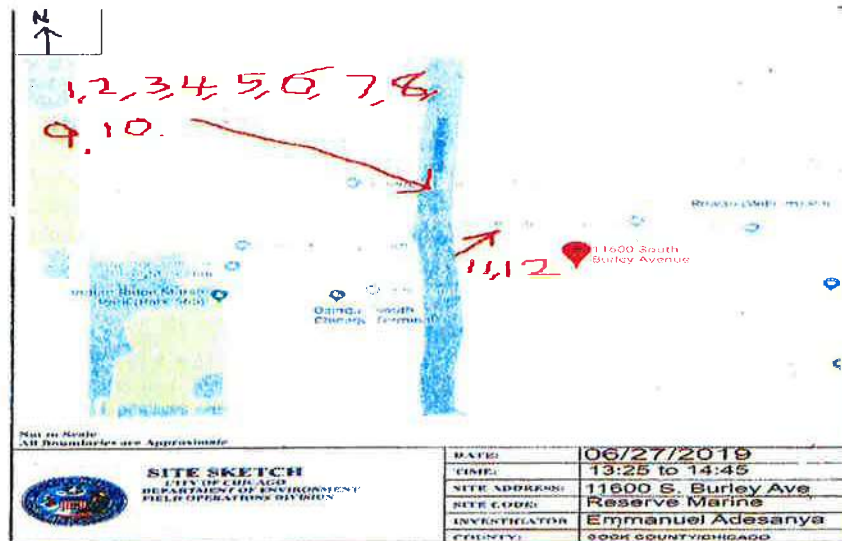 N
1,2,3,4,5,6,7,8,
9,10.
11600 South
Burley Avenue
11,12
South
Chicago Terminal
Not to Scale
All Boundaries are Approximate
SITE SKETCH
CITY OF CHICAGO
DEPARTMENT OF ENVIRONMENT
FIELD OPERATIONS DIVISION
DATE: 06/27/2019
TIME: 13:25 to 14:45
SITE ADDRESS: 11600 S. Burley Ave
SITE CODE: Reserve Marine
INVESTIGATOR Emmanuel Adesanya
COUNTY: COOK COUNTY/CHICAGO